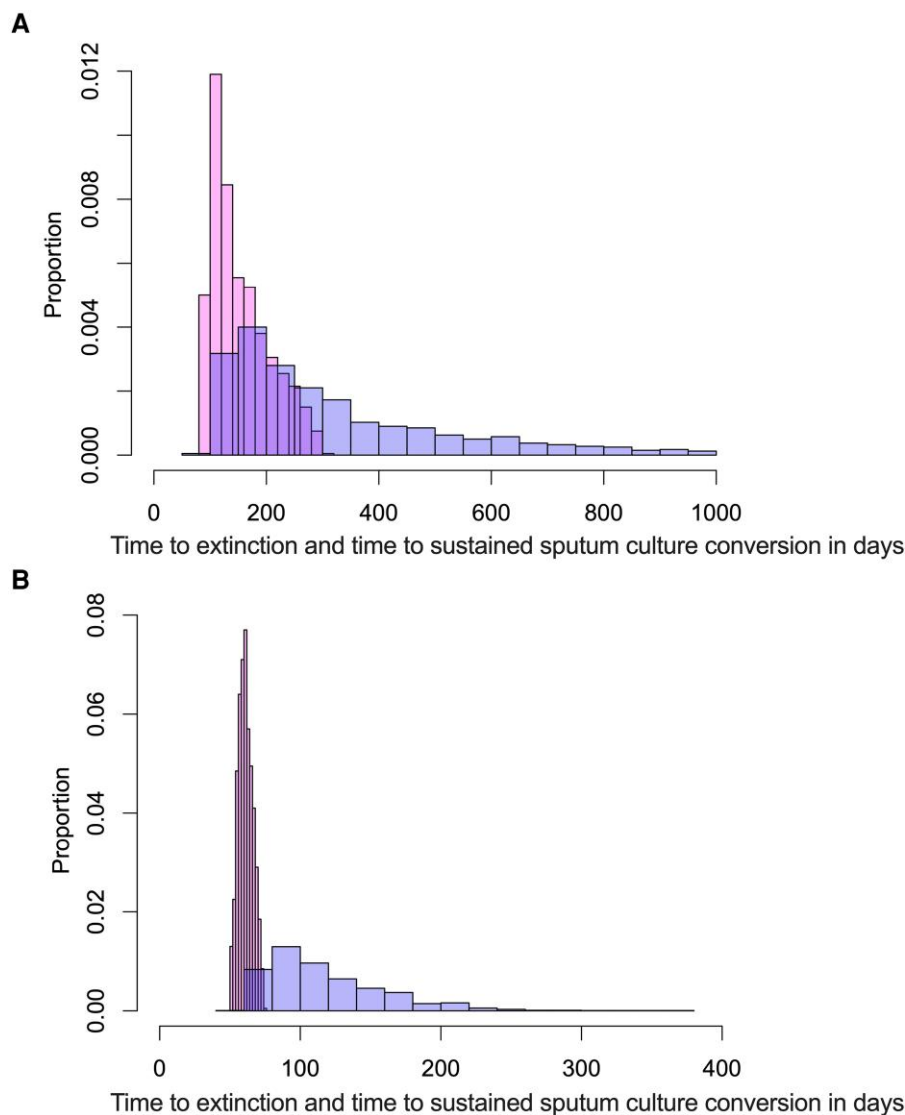 A
0.012
0.008
0.004
0.000
Proportion
0 200 400 600 800 1000
Time to extinction and time to sustained sputum culture conversion in days
B
0.08
0.06
0.04
0.02
0.00
Proportion
0 100 200 300 400
Time to extinction and time to sustained sputum culture conversion in days